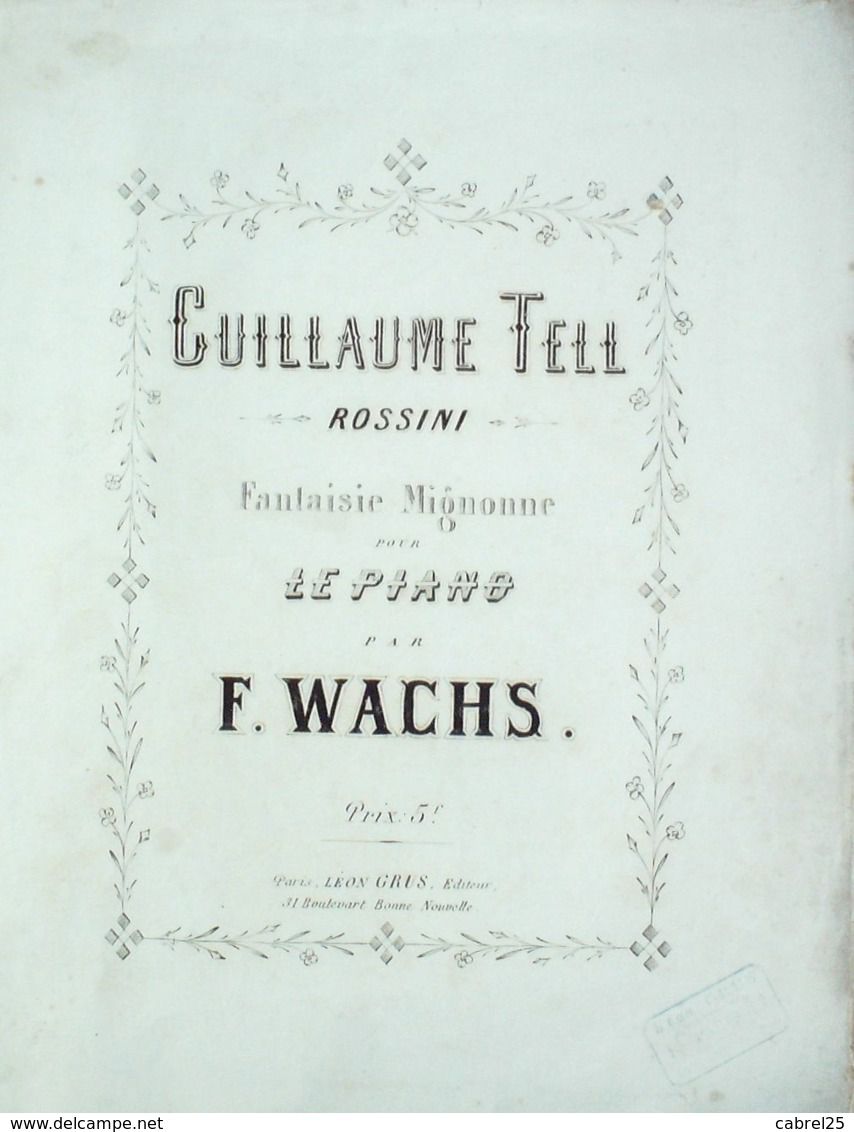 GUILLAUME TELL
ROSSINI
Fantaisie Mignonne
POUR
LE PIANO
PAR
F. WACHS.
Prix: 5f
Paris, LÉON GRUS, Editeur,
31 Boulevart Bonne Nouvelle
www.delcampe.net
cabrel25